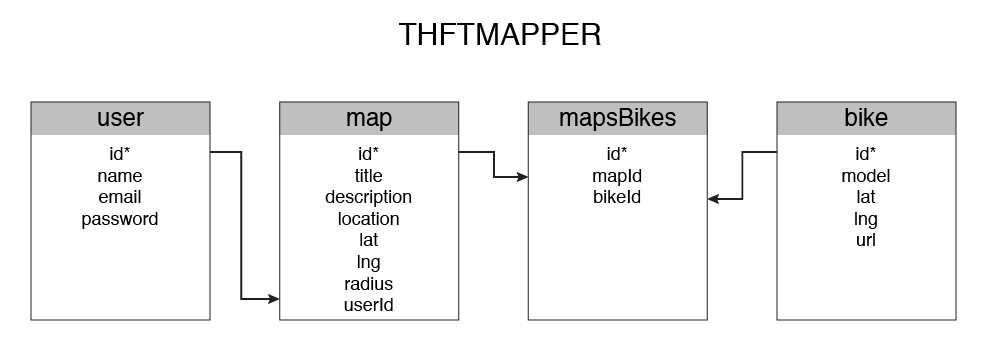 THFTMAPPER
user
id*
name
email
password
map
id*
title
description
location
lat
lng
radius
userId
mapsBikes
id*
mapId
bikeId
bike
id*
model
lat
lng
url